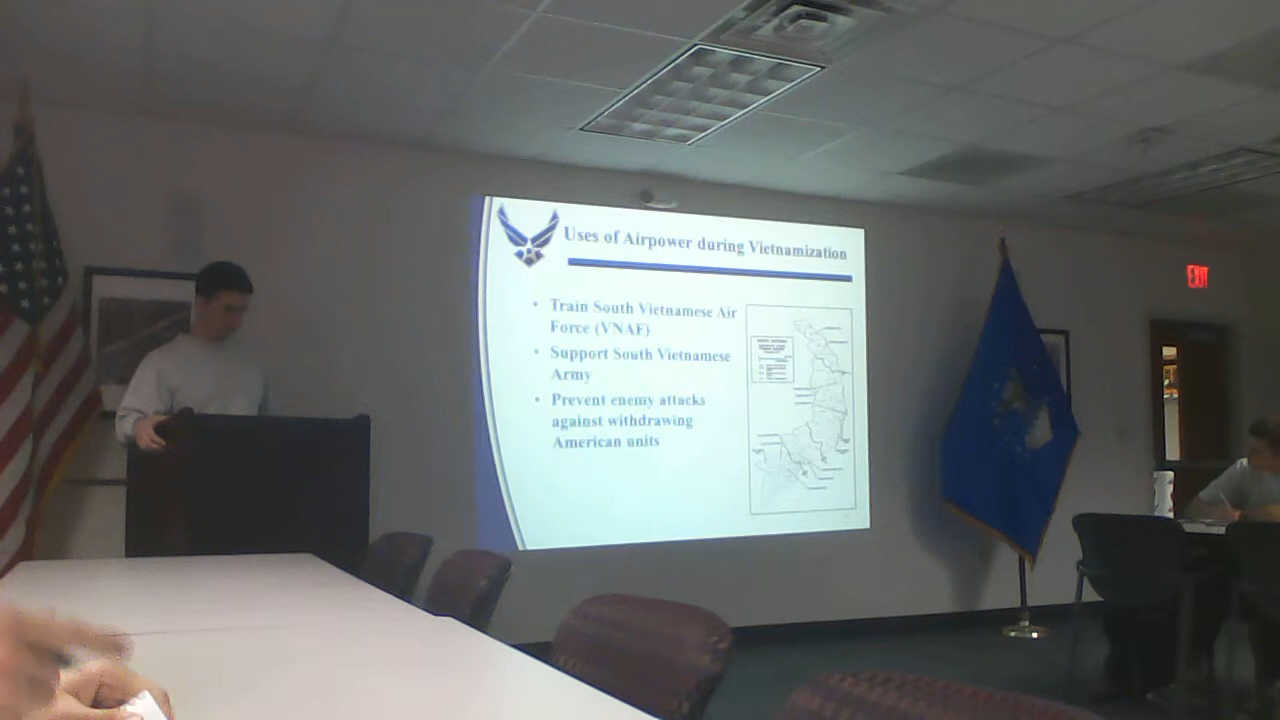 Uses of Airpower during Vietnamization
• Train South Vietnamese Air
Force (VNAF)
• Support South Vietnamese
Army
• Prevent enemy attacks
against withdrawing
American units
EXIT